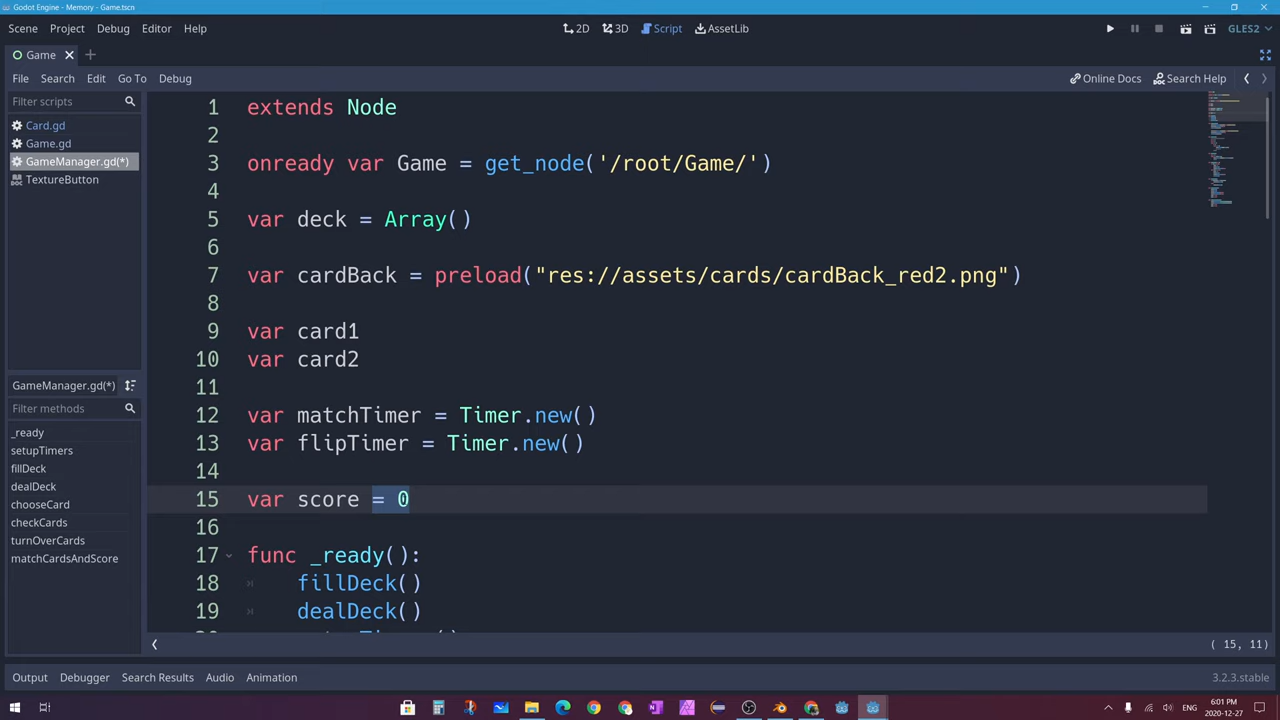 Godot Engine - Memory - Game.tscn
Scene Project Debug Editor Help
2D 3D Script AssetLib
GLES2
Game
File Search Edit Go To Debug
Online Docs Search Help
Filter scripts
Card.gd
Game.gd
GameManager.gd(*)
TextureButton
GameManager.gd(*)
Filter methods
_ready
setupTimers
fillDeck
dealDeck
chooseCard
checkCards
turnOverCards
matchCardsAndScore
1 extends Node
2
3 onready var Game = get_node('/root/Game/')
4
5 var deck = Array()
6
7 var cardBack = preload("res://assets/cards/cardBack_red2.png")
8
9 var card1
10 var card2
11
12 var matchTimer = Timer.new()
13 var flipTimer = Timer.new()
14
15 var score = 0
16
17 func _ready():
18 fillDeck()
19 dealDeck()
( 15, 11)
Output Debugger Search Results Audio Animation
3.2.3.stable
ENG
6:01 PM
2020-12-27